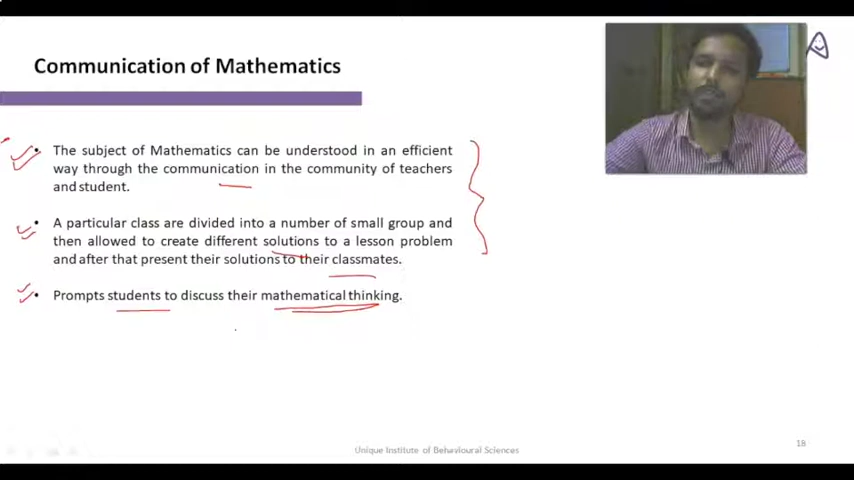 Communication of Mathematics
• The subject of Mathematics can be understood in an efficient
way through the communication in the community of teachers
and student.
• A particular class are divided into a number of small group and
then allowed to create different solutions to a lesson problem
and after that present their solutions to their classmates.
• Prompts students to discuss their mathematical thinking.
Unique Institute of Behavioural Sciences
18